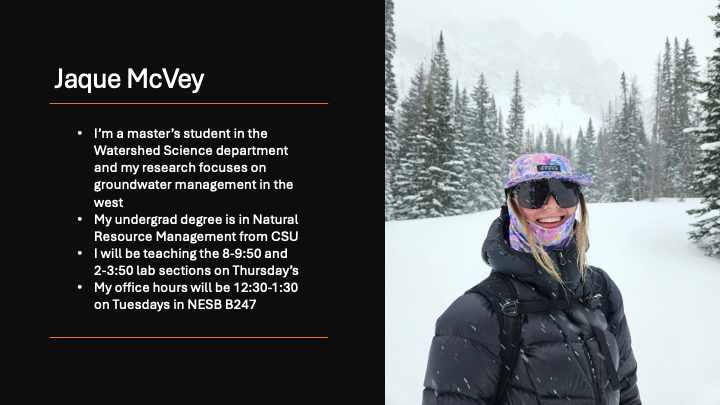 Jaque McVey
• I'm a master's student in the
Watershed Science department
and my research focuses on
groundwater management in the
west
• My undergrad degree is in Natural
Resource Management from CSU
• I will be teaching the 8-9:50 and
2-3:50 lab sections on Thursday's
• My office hours will be 12:30-1:30
on Tuesdays in NESB B247